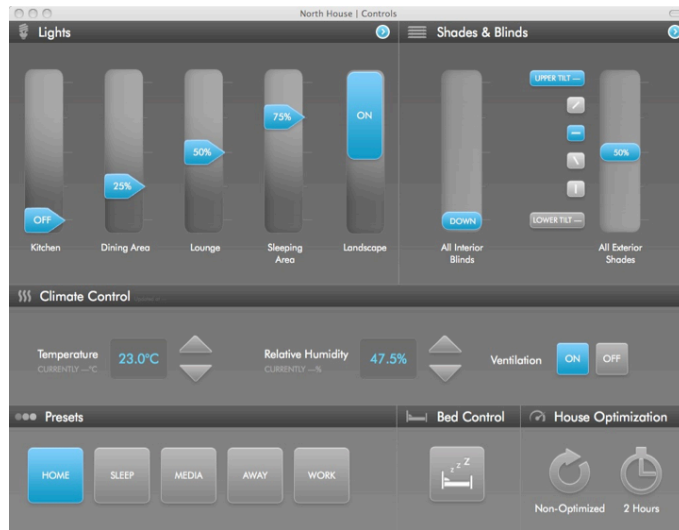 North House | Controls
Lights
Shades & Blinds
UPPER TILT —
75%
ON
50%
50%
25%
OFF
DOWN
LOWER TILT —
Kitchen
Dining Area
Lounge
Sleeping
Area
Landscape
All Interior
Blinds
All Exterior
Shades
Climate Control
Temperature
CURRENTLY —°C
23.0°C
Relative Humidity
CURRENTLY —%
47.5%
Ventilation
ON
OFF
Presets
Bed Control
House Optimization
HOME
SLEEP
MEDIA
AWAY
WORK
z z z Z
Non-Optimized
2 Hours